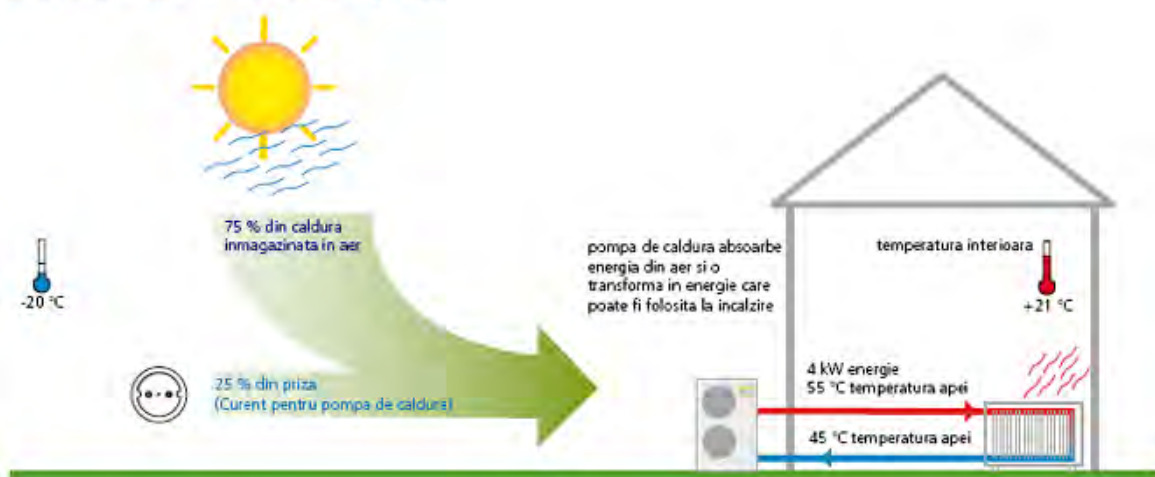 75 % din caldura
inmagazinata in aer
-20 °C
25 % din priza
(Curent pentru pompa de caldura)
pompa de caldura absoarbe
energia din aer si o
transforma in energie care
poate fi folosita la incalzire
temperatura interioara
+21 °C
4 kW energie
55 °C temperatura apei
45 °C temperatura apei